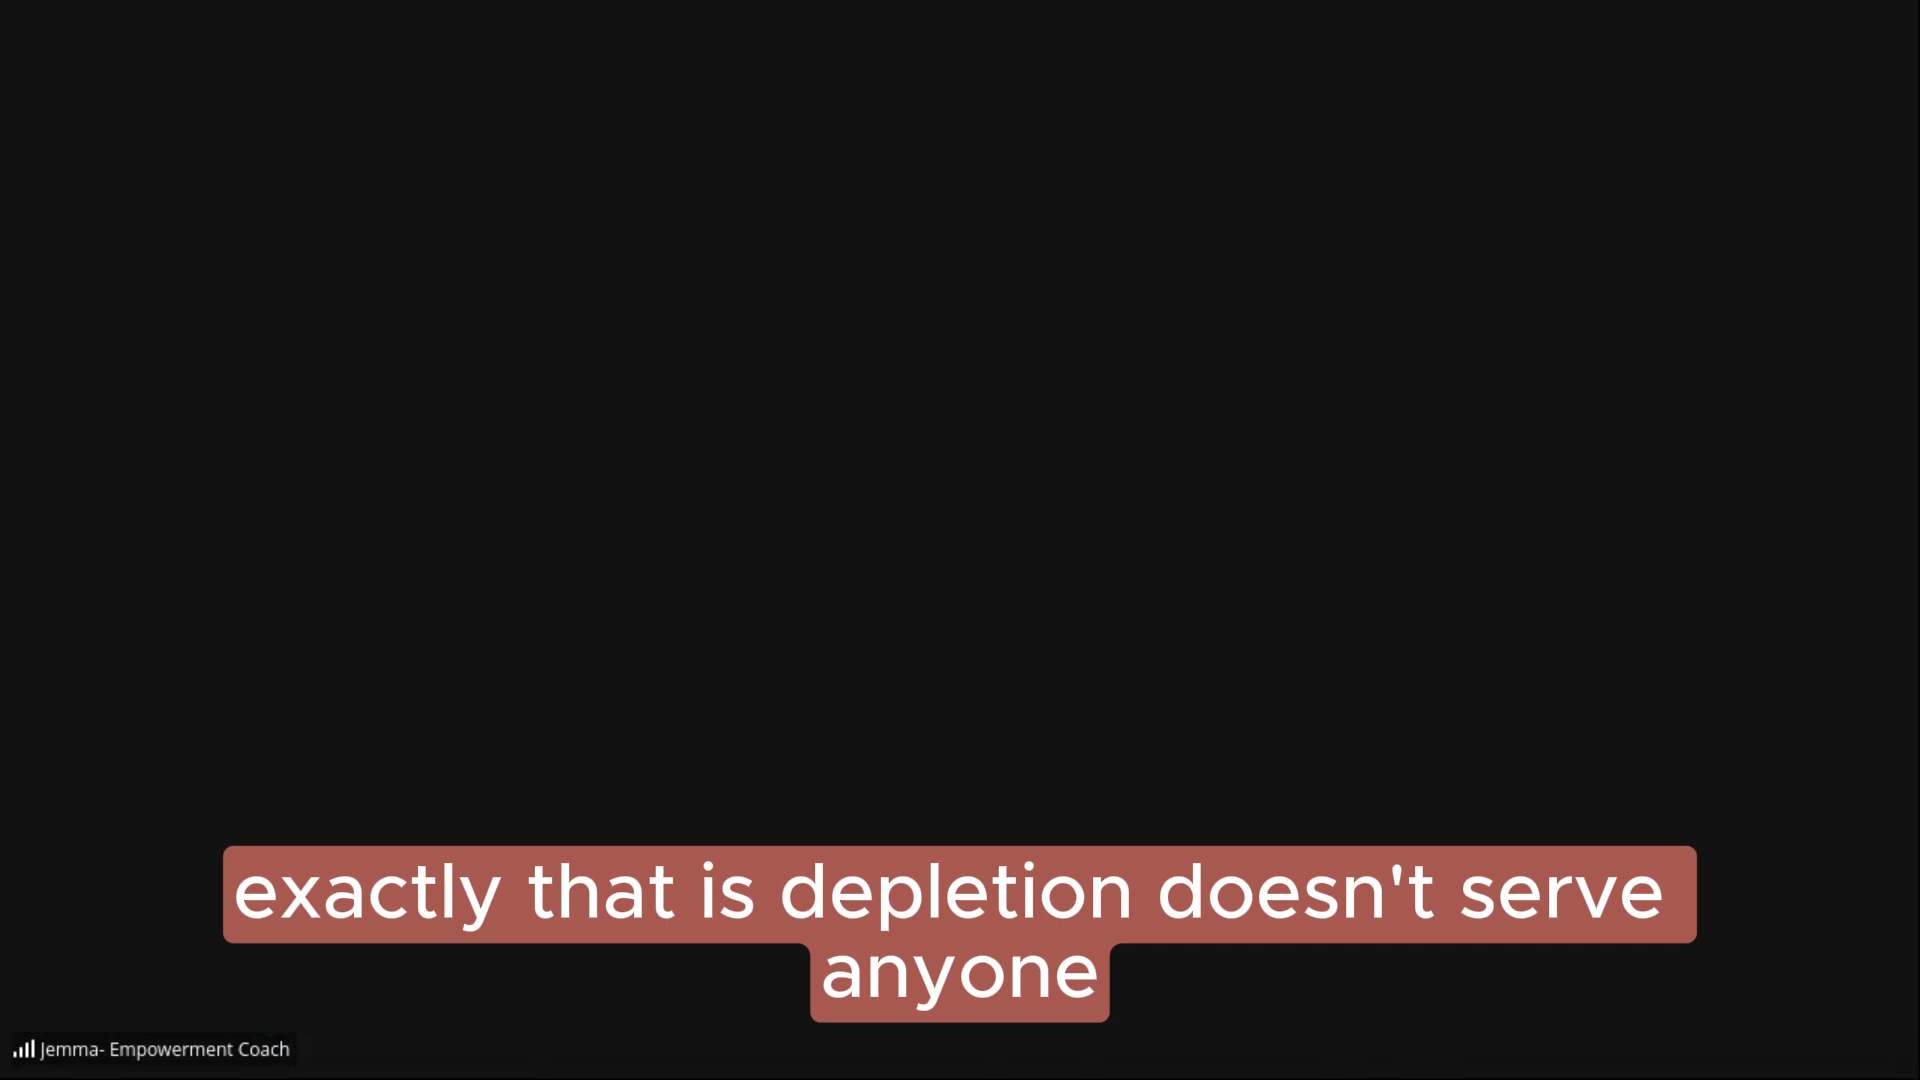 exactly that is depletion doesn't serve
anyone
Jemma- Empowerment Coach